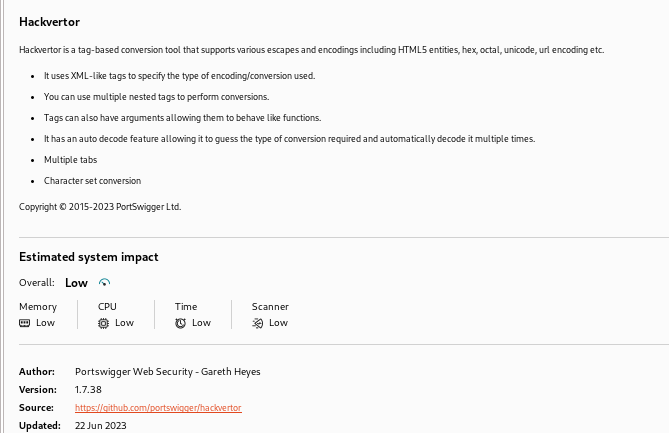 Hackvertor
Hackvertor is a tag-based conversion tool that supports various escapes and encodings including HTML5 entities, hex, octal, unicode, url encoding etc.
• It uses XML-like tags to specify the type of encoding/conversion used.
• You can use multiple nested tags to perform conversions.
• Tags can also have arguments allowing them to behave like functions.
• It has an auto decode feature allowing it to guess the type of conversion required and automatically decode it multiple times.
• Multiple tabs
• Character set conversion
Copyright © 2015-2023 PortSwigger Ltd.
Estimated system impact
Overall: Low
Memory CPU Time Scanner
Low Low Low Low
Author: Portswigger Web Security - Gareth Heyes
Version: 1.7.38
Source: https://github.com/portswigger/hackvertor
Updated: 22 Jun 2023